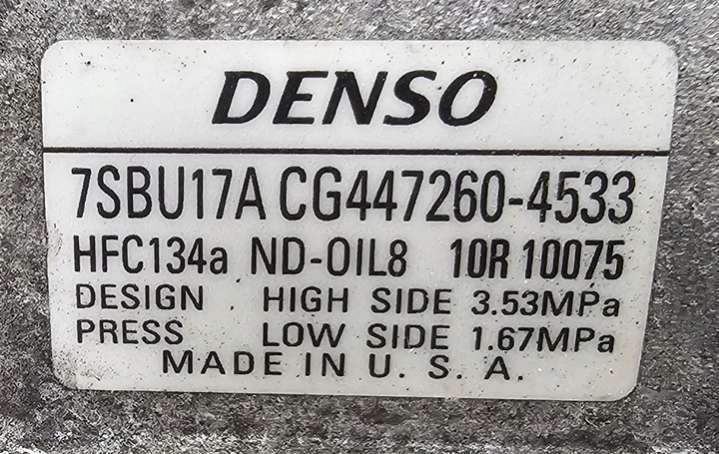 DENSO
7SBU17A CG447260-4533
HFC134a ND-OIL8 10R 10075
DESIGN HIGH SIDE 3.53MPa
PRESS LOW SIDE 1.67MPa
MADE IN U. S. A.